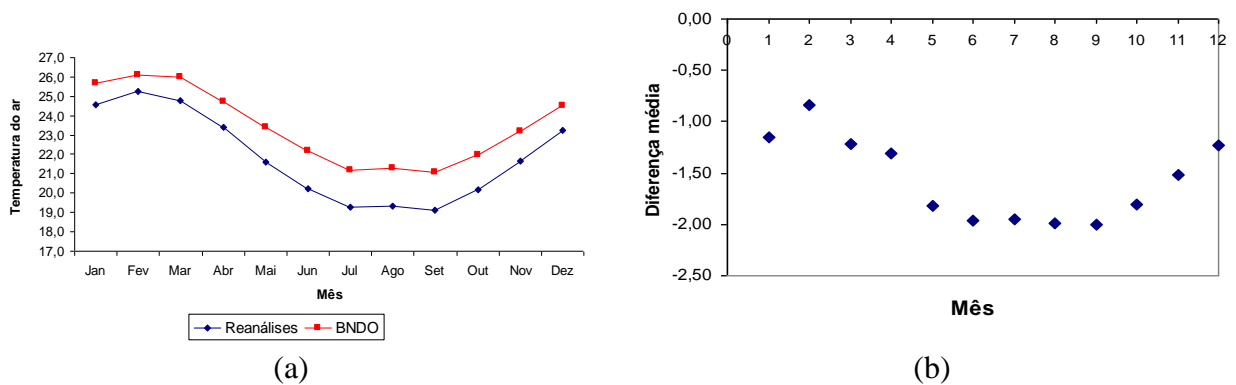 Temperatura do ar
27,0
26,0
25,0
24,0
23,0
22,0
21,0
20,0
19,0
18,0
17,0
Jan Fev Mar Abr Mai Jun Jul Ago Set Out Nov Dez
Mês
Reanálises BNDO
(a)
Diferença média
0,00
-0,50
-1,00
-1,50
-2,00
-2,50
0 1 2 3 4 5 6 7 8 9 10 11 12
Mês
(b)